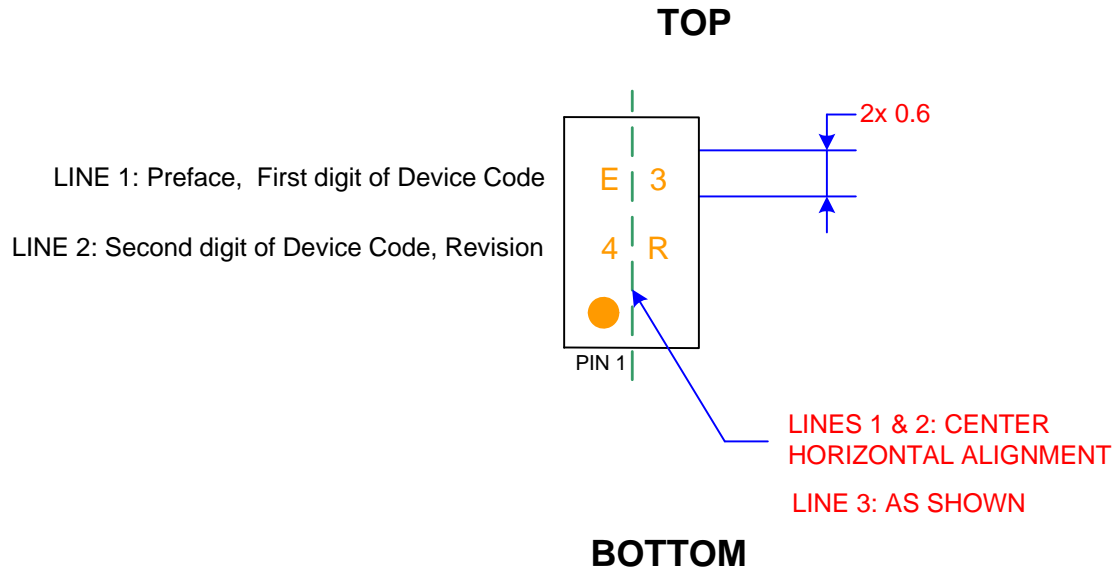 TOP
2x 0.6
LINE 1: Preface, First digit of Device Code
E 3
LINE 2: Second digit of Device Code, Revision
4 R
PIN 1
LINES 1 & 2: CENTER
HORIZONTAL ALIGNMENT
LINE 3: AS SHOWN
BOTTOM